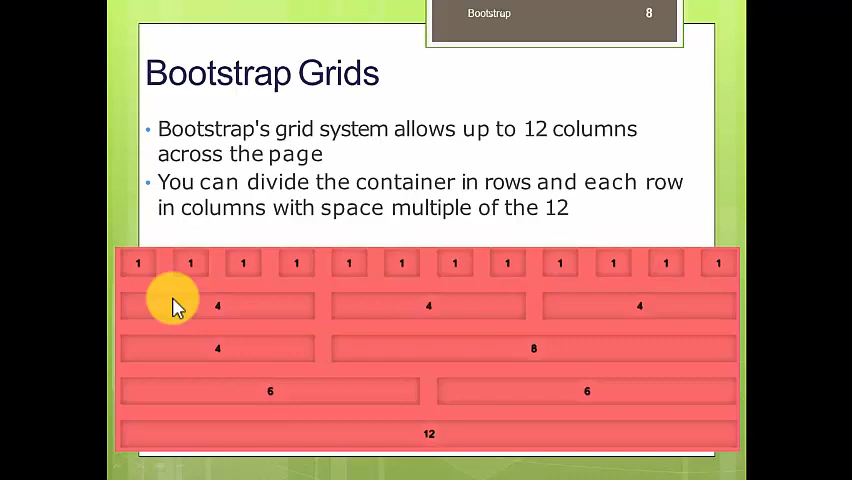 Bootstrup 8
Bootstrap Grids
• Bootstrap's grid system allows up to 12 columns
across the page
• You can divide the container in rows and each row
in columns with space multiple of the 12
1 1 1 1 1 1 1 1 1 1 1 1
4 4 4
4 8
6 6
12